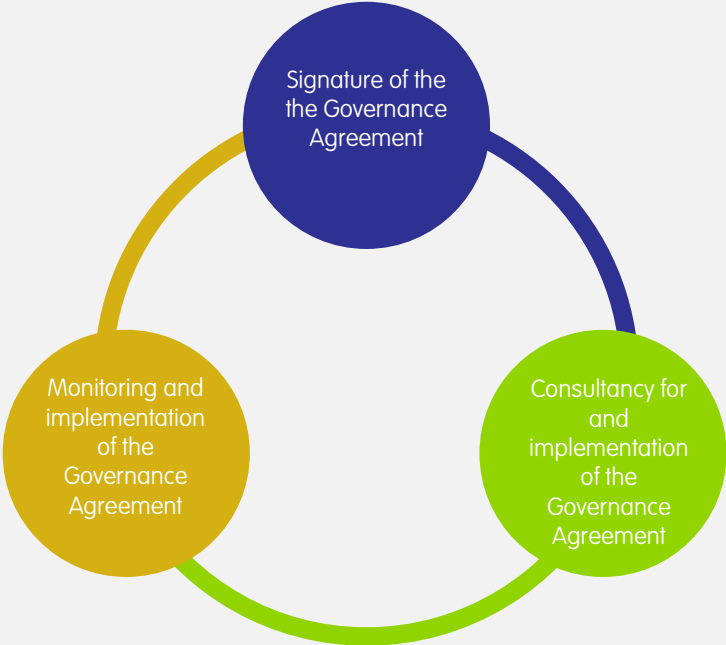 Signature of the
the Governance
Agreement
Monitoring and
implementation
of the
Governance
Agreement
Consultancy for
and
implementation
of the
Governance
Agreement